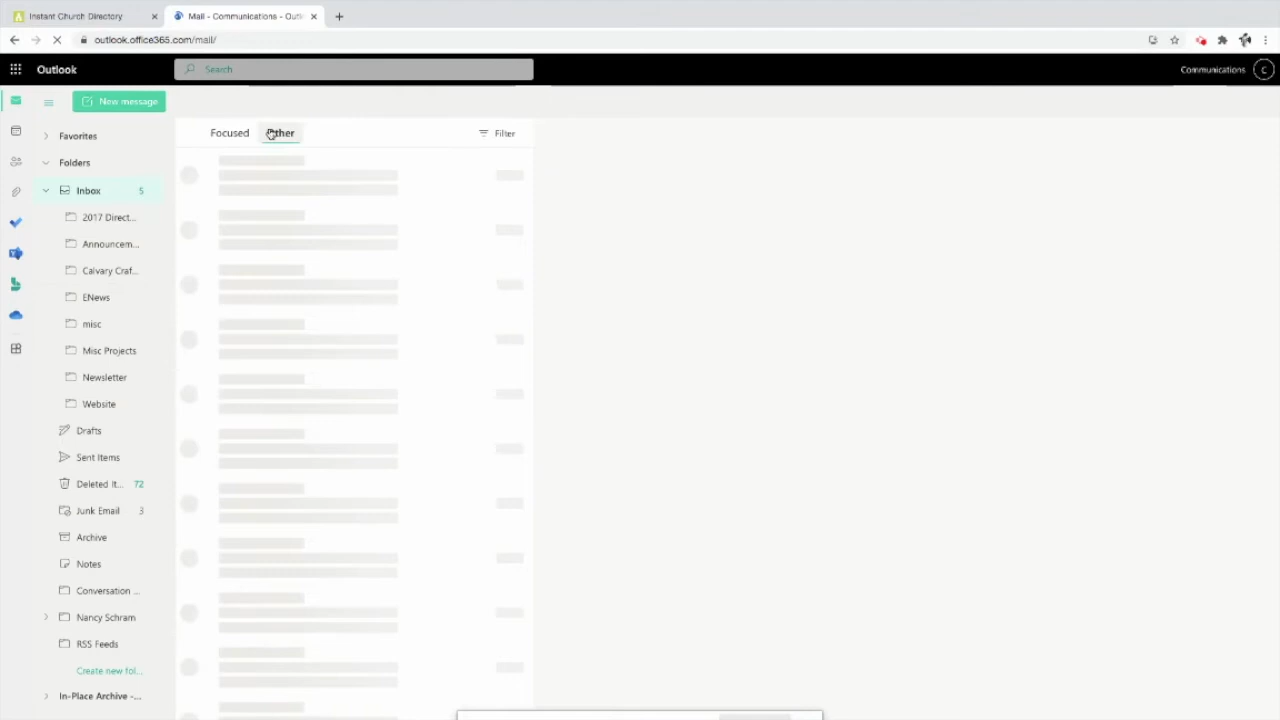 Instant Church Directory
Mail - Communications - Outl
outlook.office365.com/mail/
Outlook
Search
Communications
C
New message
Focused
Other
Filter
Favorites
Folders
Inbox 5
2017 Direct...
Announcem...
Calvary Craf...
ENews
misc
Misc Projects
Newsletter
Website
Drafts
Sent Items
Deleted It... 72
Junk Email 3
Archive
Notes
Conversation ...
Nancy Schram
RSS Feeds
Create new fol...
In-Place Archive -...